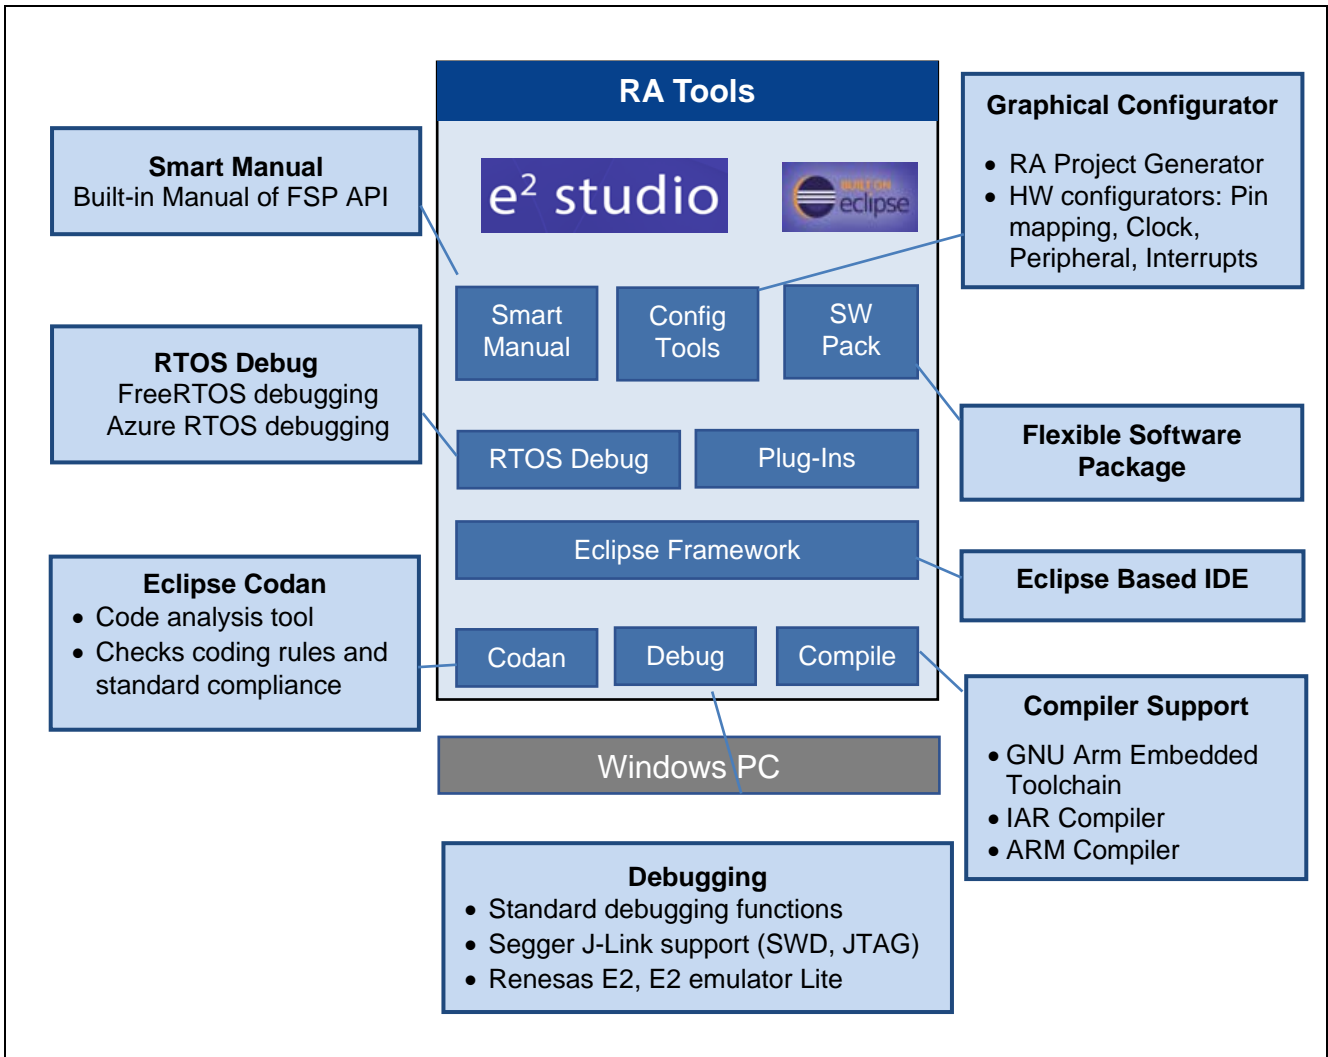 RA Tools
e² studio
BUILT ON
eclipse
Smart Manual
Built-in Manual of FSP API
Graphical Configurator
• RA Project Generator
• HW configurators: Pin
mapping, Clock,
Peripheral, Interrupts
Smart
Manual
Config
Tools
SW
Pack
RTOS Debug
FreeRTOS debugging
Azure RTOS debugging
RTOS Debug
Plug-Ins
Flexible Software
Package
Eclipse Framework
Eclipse Based IDE
Eclipse Codan
• Code analysis tool
• Checks coding rules and
standard compliance
Codan
Debug
Compile
Compiler Support
• GNU Arm Embedded
Toolchain
• IAR Compiler
• ARM Compiler
Windows PC
Debugging
• Standard debugging functions
• Segger J-Link support (SWD, JTAG)
• Renesas E2, E2 emulator Lite